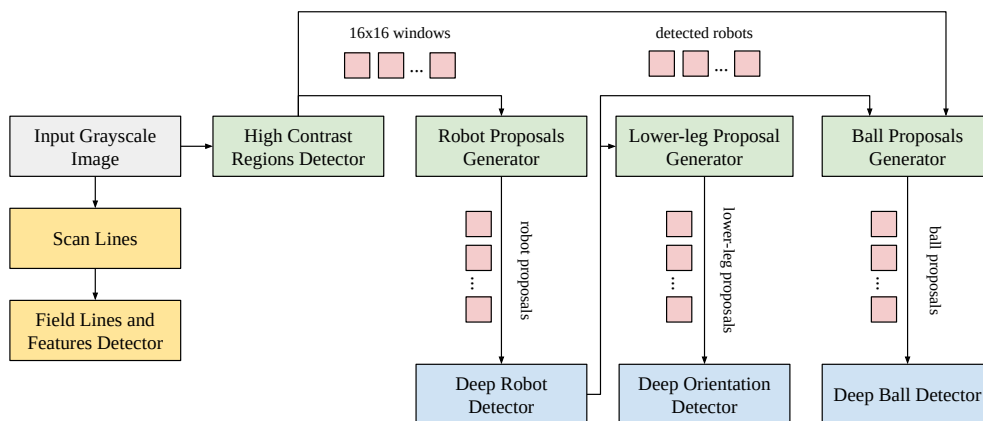 16x16 windows
detected robots
...
...
Input Grayscale
Image
High Contrast
Regions Detector
Robot Proposals
Generator
Lower-leg Proposal
Generator
Ball Proposals
Generator
Scan Lines
robot proposals
lower-leg proposals
ball proposals
...
...
...
Field Lines and
Features Detector
Deep Robot
Detector
Deep Orientation
Detector
Deep Ball Detector